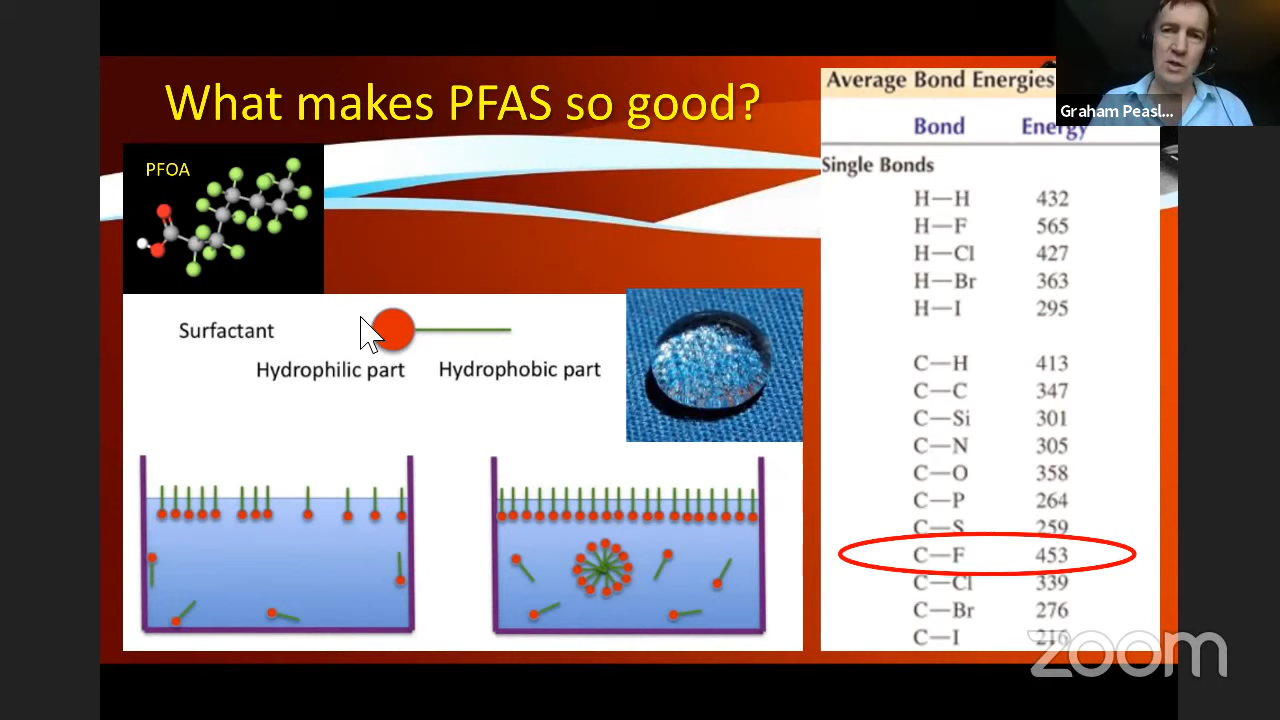 What makes PFAS so good?
PFOA
Surfactant
Hydrophilic part
Hydrophobic part
Average Bond Energies
Bond Energy
Single Bonds
H—H 432
H—F 565
H—Cl 427
H—Br 363
H—I 295
C—H 413
C—C 347
C—Si 301
C—N 305
C—O 358
C—P 264
C—S 259
C—F 453
C—Cl 339
C—Br 276
C—I 216
Graham Peasl...
zoom